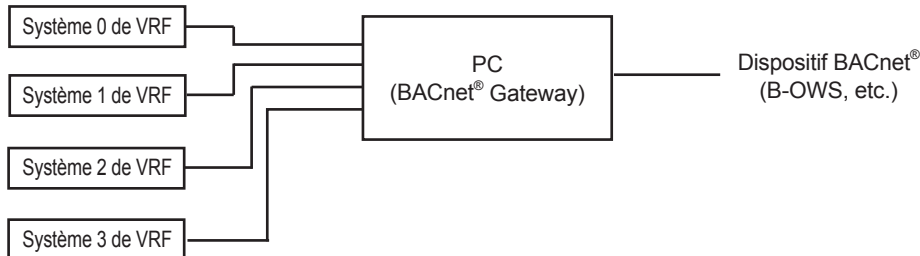 Système 0 de VRF
Système 1 de VRF
Système 2 de VRF
Système 3 de VRF
PC
(BACnet® Gateway)
Dispositif BACnet®
(B-OWS, etc.)